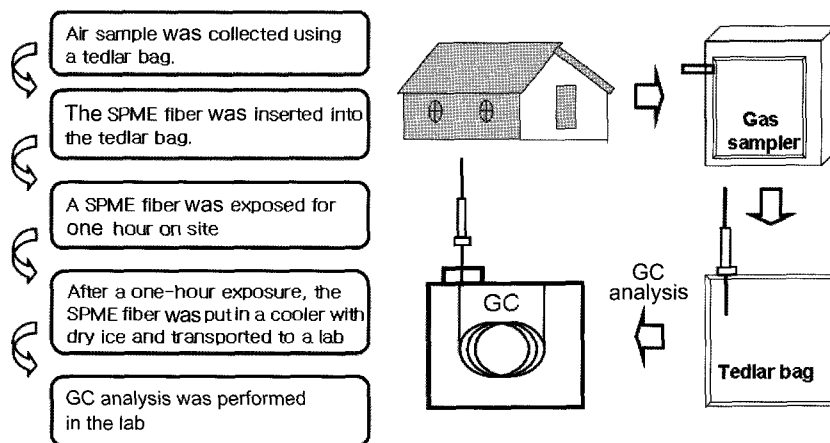 Air sample was collected using
a tedlar bag.
The SPME fiber was inserted into
the tedlar bag.
A SPME fiber was exposed for
one hour on site
After a one-hour exposure, the
SPME fiber was put in a cooler with
dry ice and transported to a lab
GC analysis was performed
in the lab
Gas
sampler
GC
analysis
GC
Tedlar bag